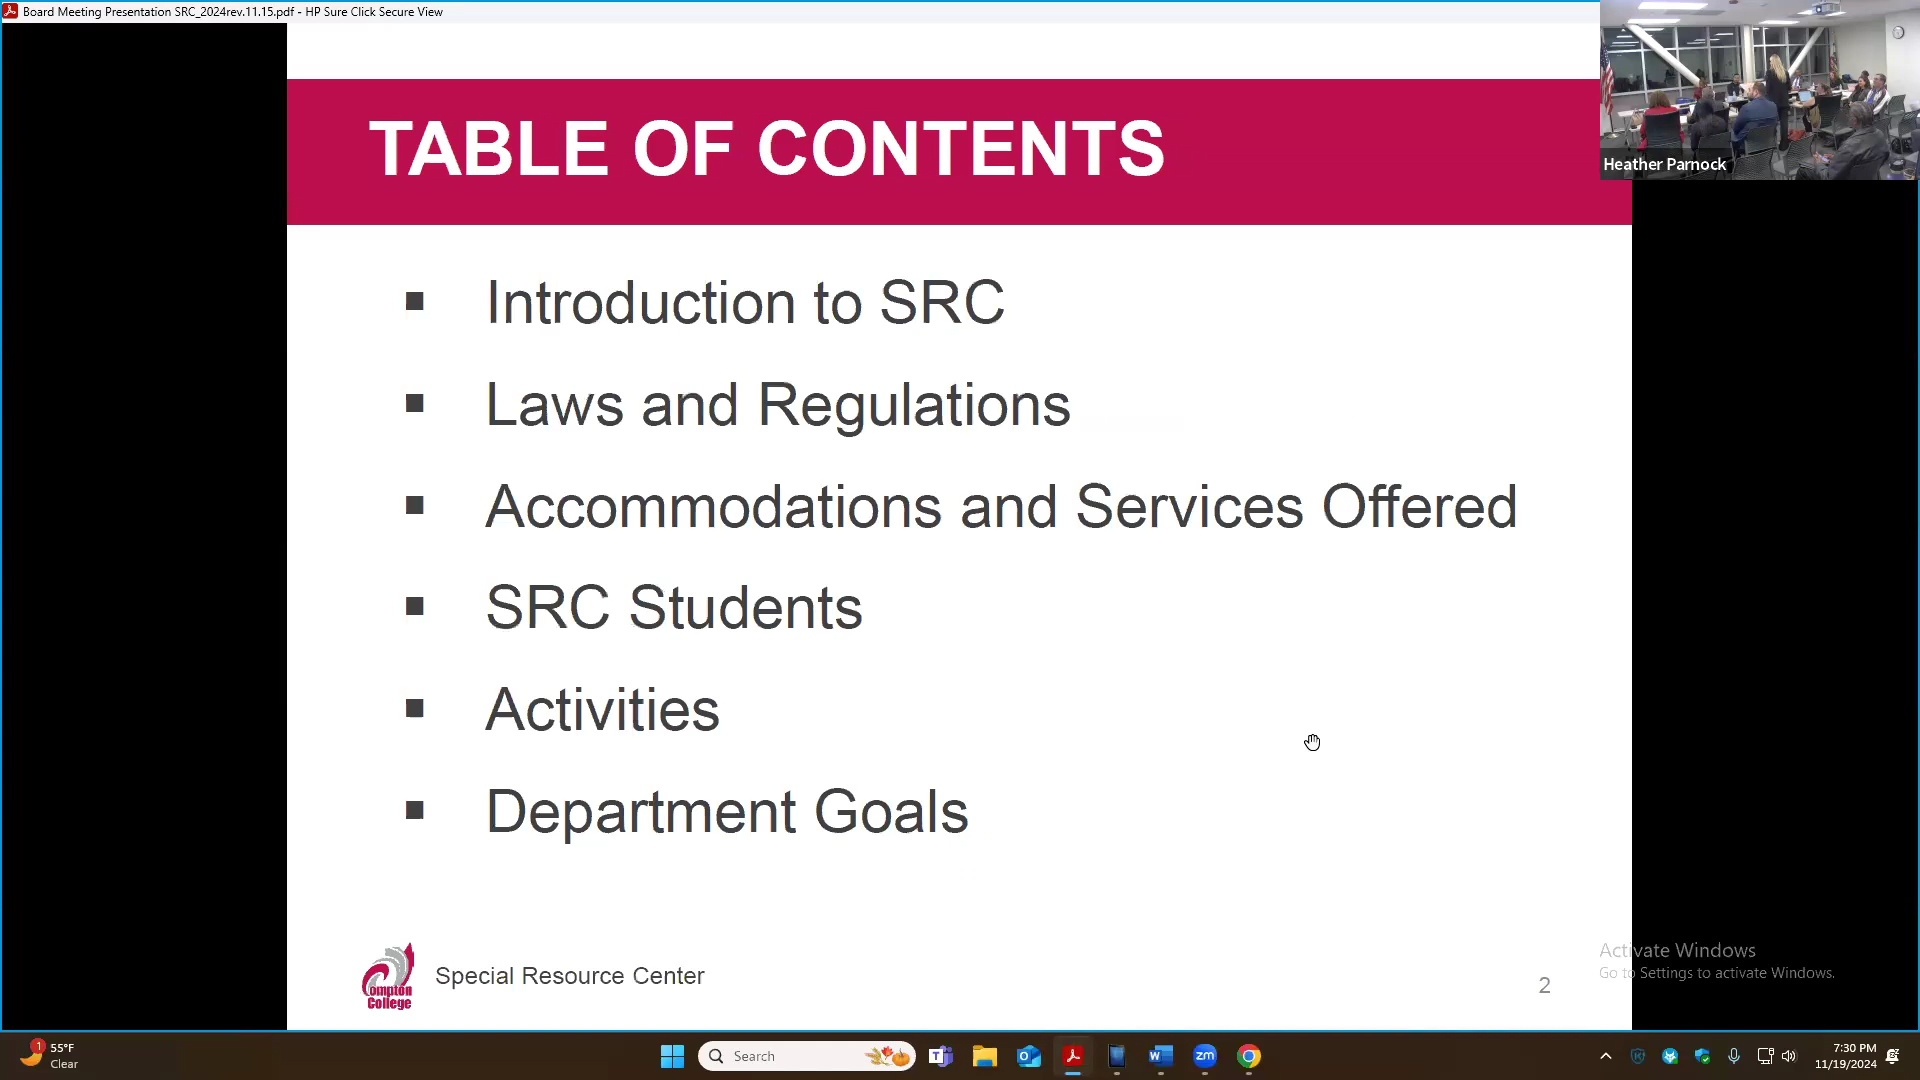 Board Meeting Presentation SRC_2024rev.11.15.pdf - HP Sure Click Secure View
Heather Parnock
TABLE OF CONTENTS
Introduction to SRC
Laws and Regulations
Accommodations and Services Offered
SRC Students
Activities
Department Goals
Compton
College
Special Resource Center
2
Activate Windows
Go to Settings to activate Windows.
1
55°F
Clear
Search
zm
7:30 PM
11/19/2024